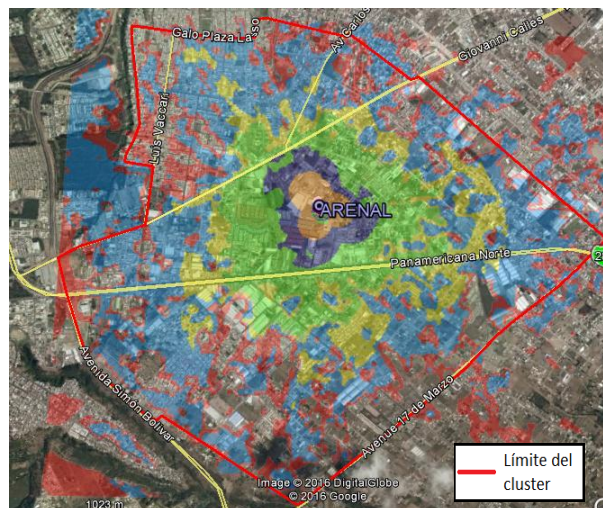 Galo Plaza Lasso
Av Carlos
Giovanni Calles
Luis Vaccari
ARENAL
Panamericana Norte
Avenida Simón Bolívar
Avenue 17 de Marzo
Límite del
cluster
Image © 2016 DigitalGlobe
© 2016 Google
1023 m